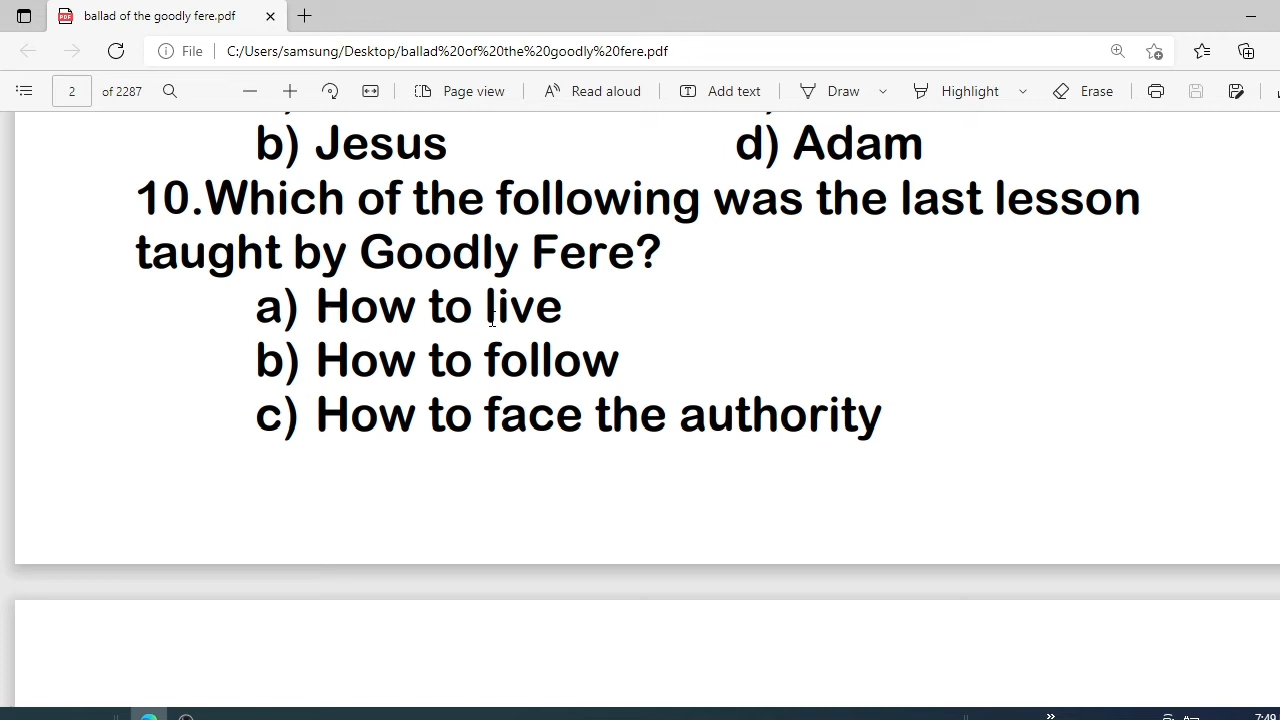 ballad of the goodly fere.pdf
File C:/Users/samsung/Desktop/ballad%20of%20the%20goodly%20fere.pdf
2 of 2287 Page view Read aloud Add text Draw Highlight Erase
b) Jesus d) Adam
10.Which of the following was the last lesson
taught by Goodly Fere?
a) How to live
b) How to follow
c) How to face the authority